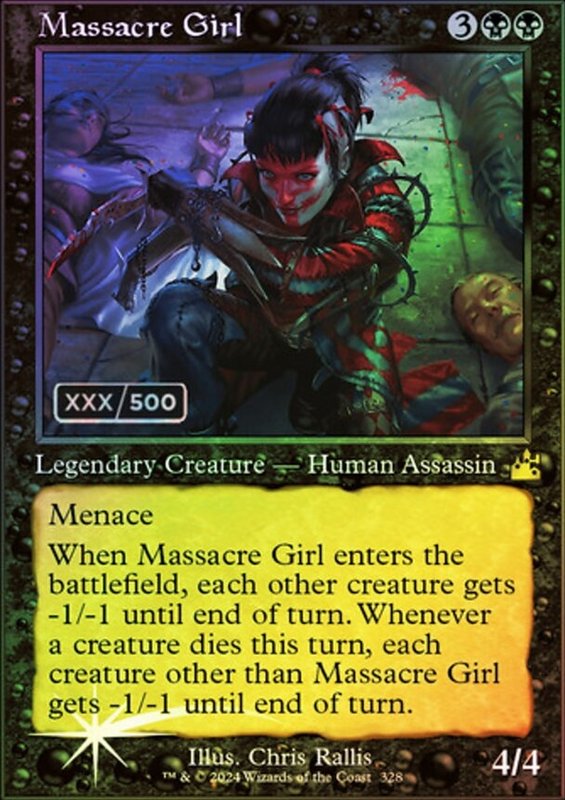 Massacre Girl 3
XXX/500
Legendary Creature — Human Assassin
Menace
When Massacre Girl enters the
battlefield, each other creature gets
-1/-1 until end of turn. Whenever
a creature dies this turn, each
creature other than Massacre Girl
gets -1/-1 until end of turn.
Illus. Chris Rallis
™ & © 2024 Wizards of the Coast 328
4/4